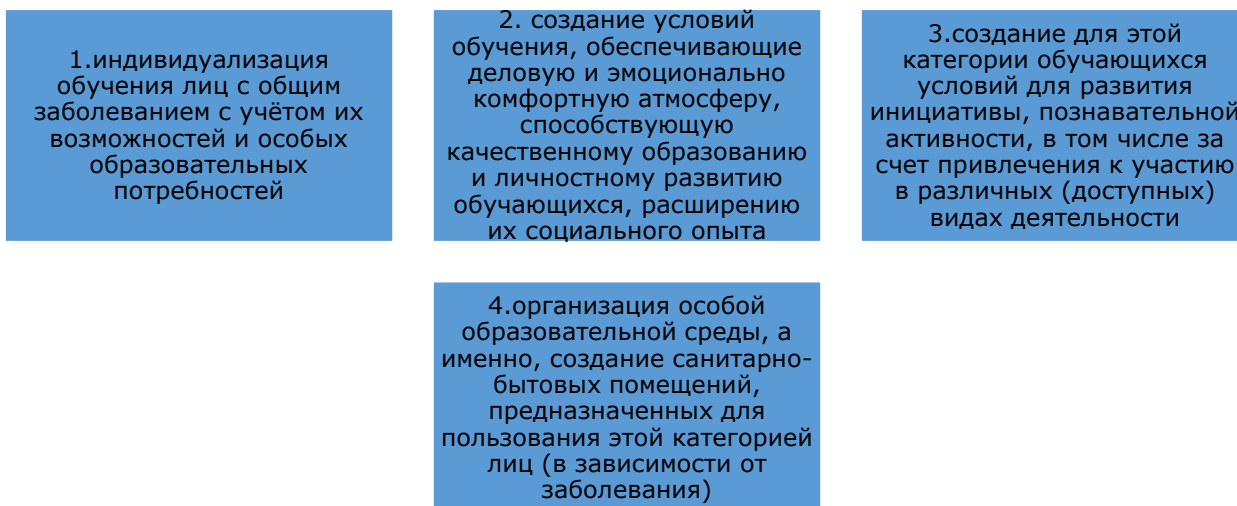 1.индивидуализация
обучения лиц с общим
заболеванием с учётом их
возможностей и особых
образовательных
потребностей
2. создание условий
обучения, обеспечивающие
деловую и эмоционально
комфортную атмосферу,
способствующую
качественному образованию
и личностному развитию
обучающихся, расширению
их социального опыта
3.создание для этой
категории обучающихся
условий для развития
инициативы, познавательной
активности, в том числе за
счет привлечения к участию
в различных (доступных)
видах деятельности
4.организация особой
образовательной среды, а
именно, создание санитарно-
бытовых помещений,
предназначенных для
пользования этой категорией
лиц (в зависимости от
заболевания)